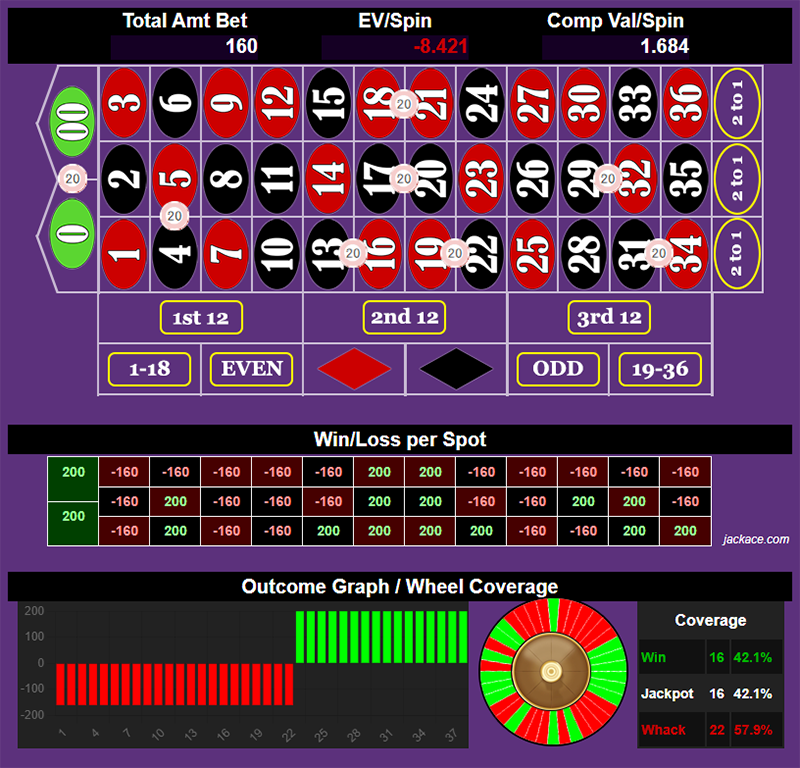 Total Amt Bet EV/Spin Comp Val/Spin
160 -8.421 1.684
00 3 6 9 12 15 18 20 21 24 27 30 33 36 2 to 1
20 2 5 8 11 14 17 20 20 23 26 29 20 32 35 2 to 1
20
0 1 4 7 10 13 20 16 19 20 22 25 28 31 20 34 2 to 1
1st 12 2nd 12 3rd 12
1-18 EVEN ODD 19-36
Win/Loss per Spot
200 -160 -160 -160 -160 -160 200 200 -160 -160 -160 -160 -160
-160 200 -160 -160 -160 200 200 -160 -160 200 200 -160
200 -160 200 -160 -160 200 200 200 200 -160 -160 200 200
jackace.com
Outcome Graph / Wheel Coverage
200
100
0
-100
-200
1 4 7 10 13 16 19 22 25 28 31 34 37
Coverage
Win 16 42.1%
Jackpot 16 42.1%
Whack 22 57.9%